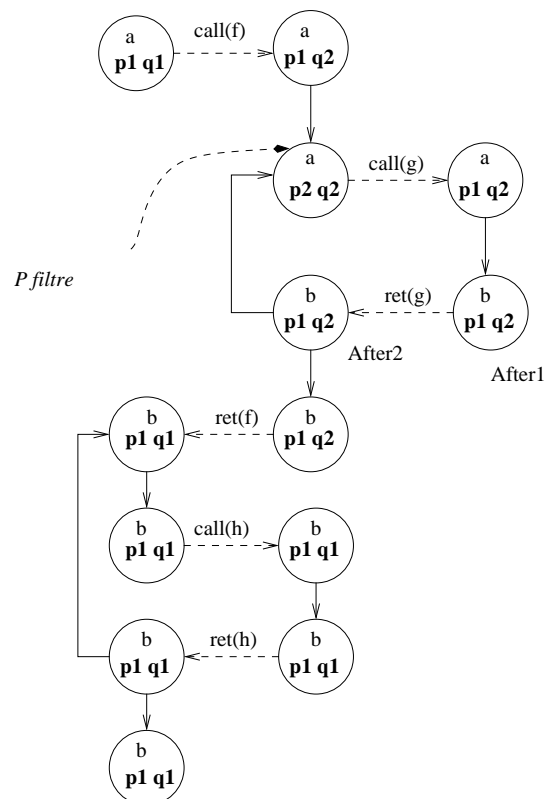 a
p1 q1
call(f)
a
p1 q2
a
p2 q2
call(g)
a
p1 q2
P filtre
b
p1 q2
ret(g)
b
p1 q2
After2
After1
b
p1 q1
ret(f)
b
p1 q2
b
p1 q1
call(h)
b
p1 q1
b
p1 q1
ret(h)
b
p1 q1
b
p1 q1